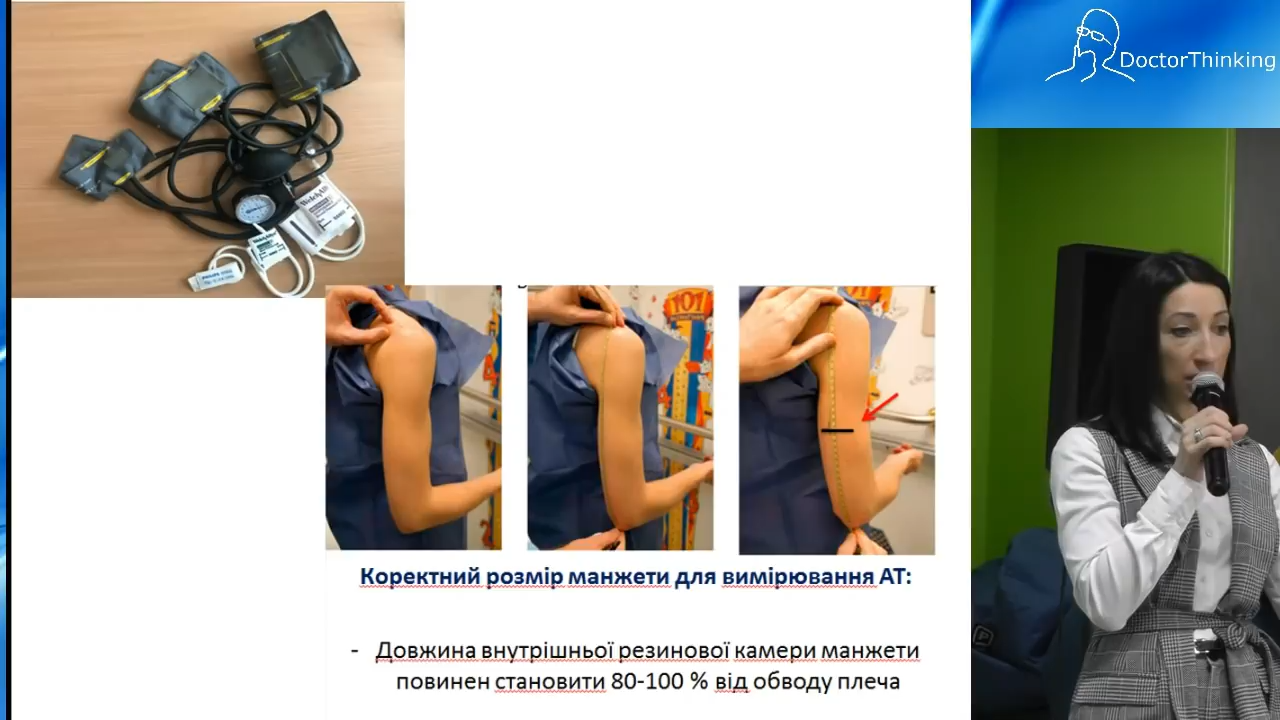 DoctorThinking
101
Коректний розмір манжети для вимірювання АТ:
- Довжина внутрішньої резинової камери манжети
повинен становити 80-100 % від обводу плеча